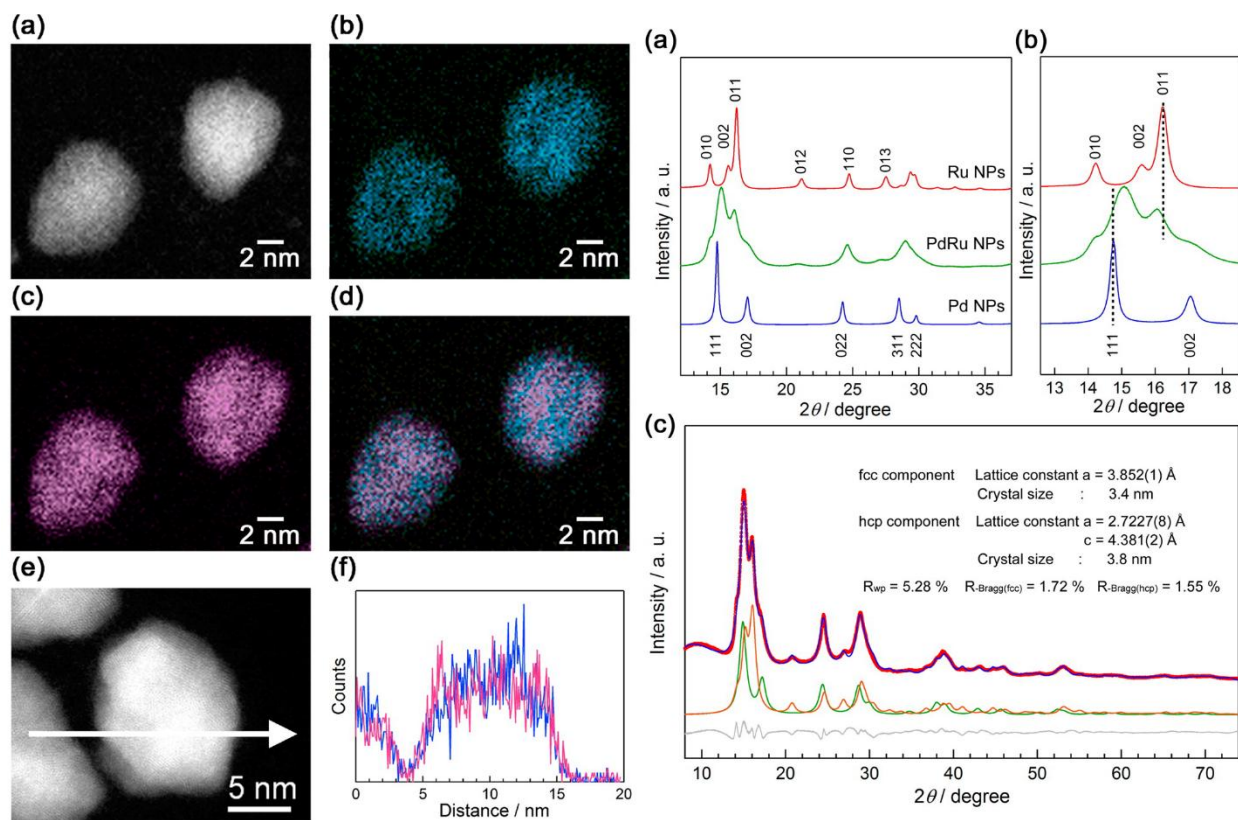 (a)
(b)
2 nm
2 nm
(c)
(d)
2 nm
2 nm
(e)
(f)
5 nm
Counts
0 5 10 15 20
Distance / nm
(a)
Intensity / a. u.
010
002
011
012
110
013
Ru NPs
PdRu NPs
Pd NPs
111
002
022
311
222
15 20 25 30 35
2θ / degree
(b)
010
002
011
111
002
13 14 15 16 17 18
2θ / degree
(c)
Intensity / a. u.
fcc component Lattice constant a = 3.852(1) Å
Crystal size : 3.4 nm
hcp component Lattice constant a = 2.7227(8) Å
c = 4.381(2) Å
Crystal size : 3.8 nm
Rwp = 5.28 % R-Bragg(fcc) = 1.72 % R-Bragg(hcp) = 1.55 %
10 20 30 40 50 60 70
2θ / degree